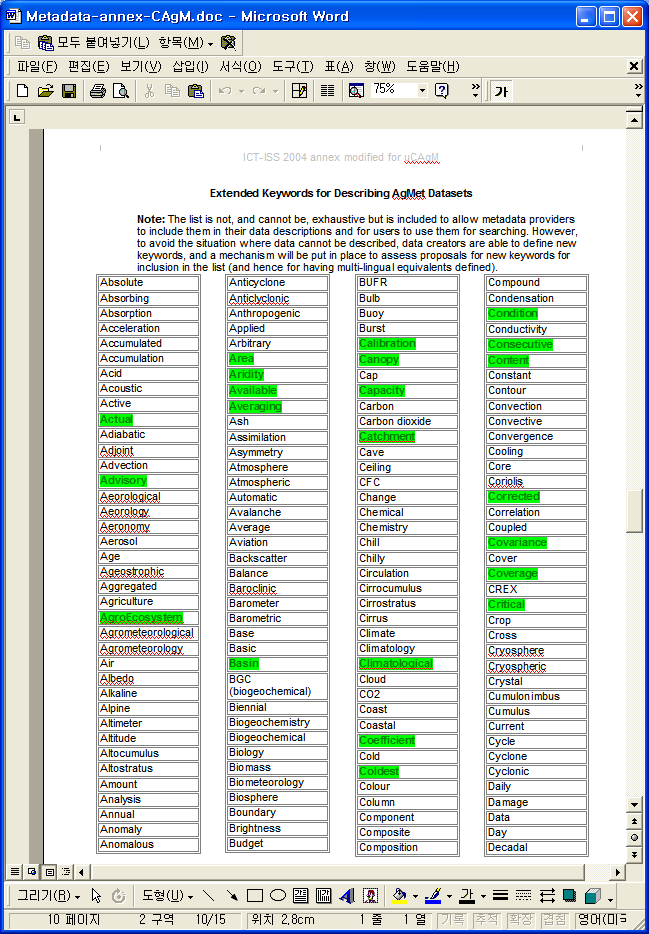 Metadata-annex-CAgM.doc - Microsoft Word
모두 붙여넣기(L) 항목(M)
파일(F) 편집(E) 보기(V) 삽입(I) 서식(O) 도구(T) 표(A) 창(W) 도움말(H)
75% 가
ICT-ISS 2004 annex modified for uCAgM
Extended Keywords for Describing AgMet Datasets
Note: The list is not, and cannot be, exhaustive but is included to allow metadata providers
to include them in their data descriptions and for users to use them for searching. However,
to avoid the situation where data cannot be described, data creators are able to define new
keywords, and a mechanism will be put in place to assess proposals for new keywords for
inclusion in the list (and hence for having multi-lingual equivalents defined).
Absolute
Absorbing
Absorption
Acceleration
Accumulated
Accumulation
Acid
Acoustic
Active
Actual
Adiabatic
Adjoint
Advection
Advisory
Aeorological
Aeorology
Aeronomy
Aerosol
Age
Ageostrophic
Aggregated
Agriculture
AgroEcosystem
Agrometeorological
Agrometeorology
Air
Albedo
Alkaline
Alpine
Altimeter
Altitude
Altocumulus
Altostratus
Amount
Analysis
Annual
Anomaly
Anomalous
Anticyclone
Anticlyclonic
Anthropogenic
Applied
Arbitrary
Area
Aridity
Available
Averaging
Ash
Assimilation
Asymmetry
Atmosphere
Atmospheric
Automatic
Avalanche
Average
Aviation
Backscatter
Balance
Baroclinic
Barometer
Barometric
Base
Basic
Basin
BGC
(biogeochemical)
Biennial
Biogeochemistry
Biogeochemical
Biology
Biomass
Biometeorology
Biosphere
Boundary
Brightness
Budget
BUFR
Bulb
Buoy
Burst
Calibration
Canopy
Cap
Capacity
Carbon
Carbon dioxide
Catchment
Cave
Ceiling
CFC
Change
Chemical
Chemistry
Chill
Chilly
Circulation
Cirrocumulus
Cirrostratus
Cirrus
Climate
Climatology
Climatological
Cloud
CO2
Coast
Coastal
Coefficient
Cold
Coldest
Colour
Column
Component
Composite
Composition
Compound
Condensation
Condition
Conductivity
Consecutive
Content
Constant
Contour
Convection
Convective
Convergence
Cooling
Core
Coriolis
Corrected
Correlation
Coupled
Covariance
Cover
Coverage
CREX
Critical
Crop
Cross
Cryosphere
Cryospheric
Crystal
Cumulonimbus
Cumulus
Current
Cycle
Cyclone
Cyclonic
Daily
Damage
Data
Day
Decadal
그리기(R) 도형(U) 가
10 페이지 2 구역 10/15 위치 2.8cm 1 줄 1 열 기록 추적 확장 겹침 영어(미국